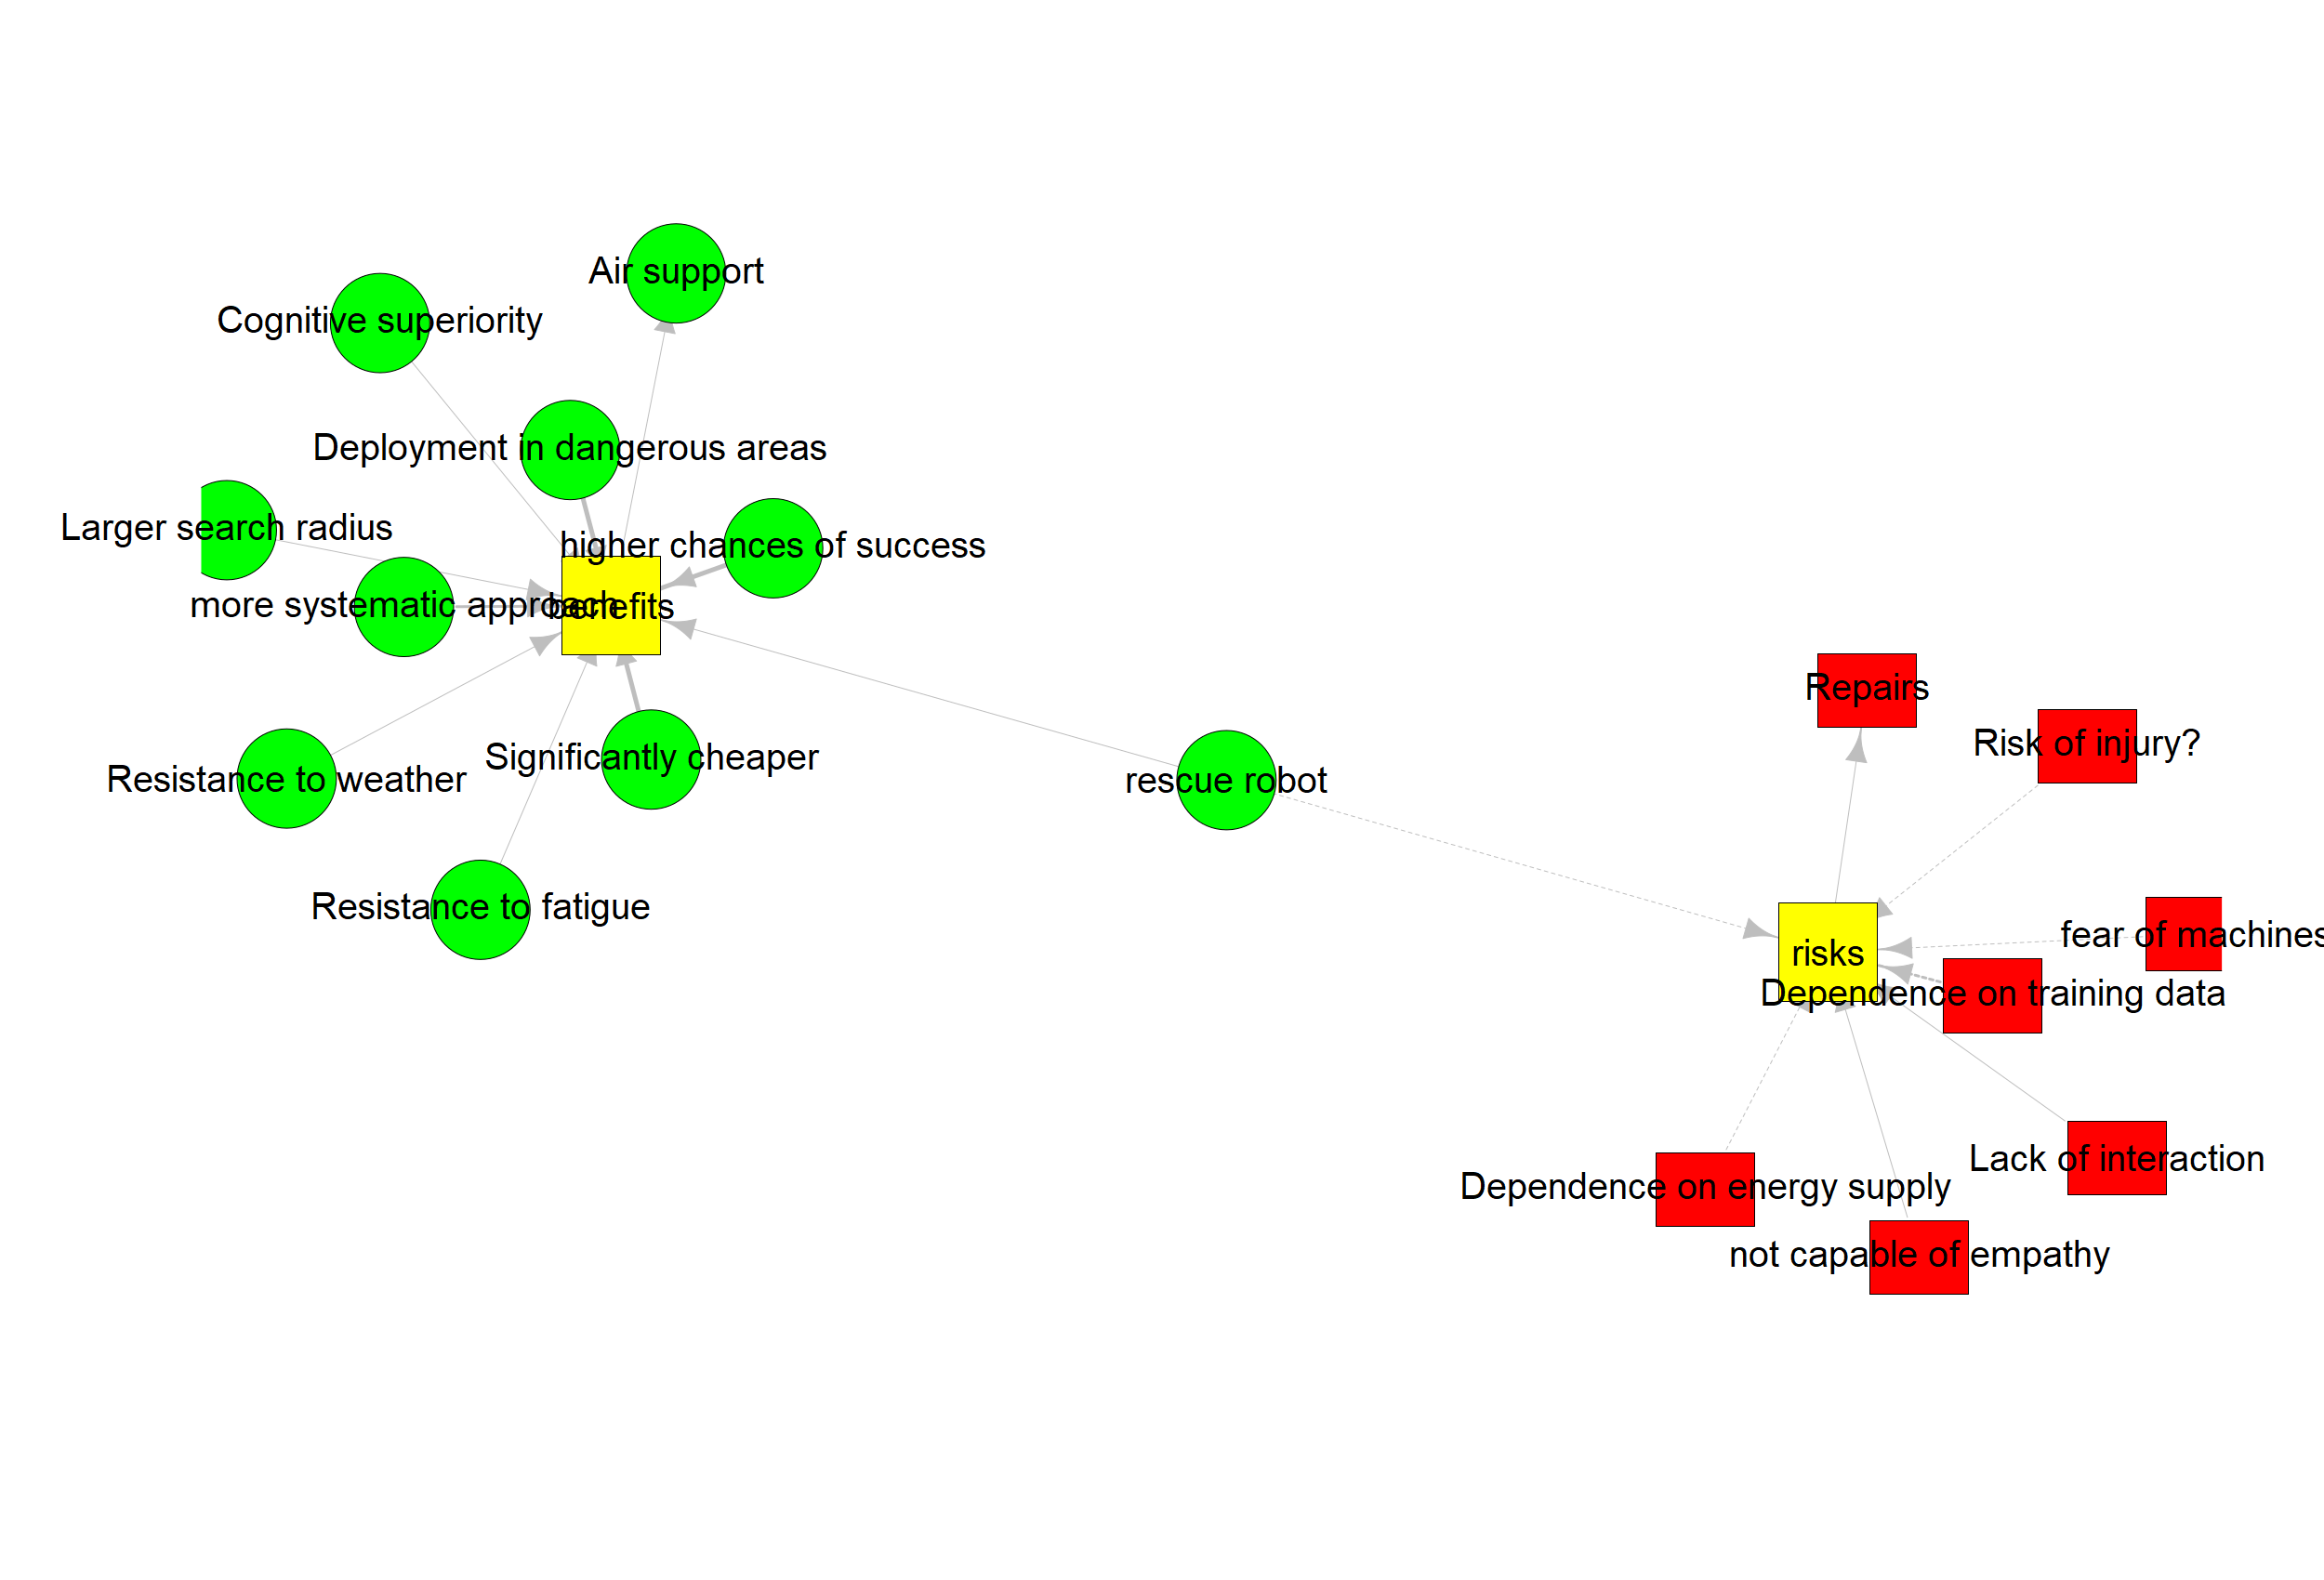 Air support
Cognitive superiority
Deployment in dangerous areas
Larger search radius
higher chances of success
more systematic approach
benefits
Resistance to weather
Significantly cheaper
Resistance to fatigue
rescue robot
Repairs
Risk of injury?
fear of machines
risks
Dependence on training data
Lack of interaction
Dependence on energy supply
not capable of empathy